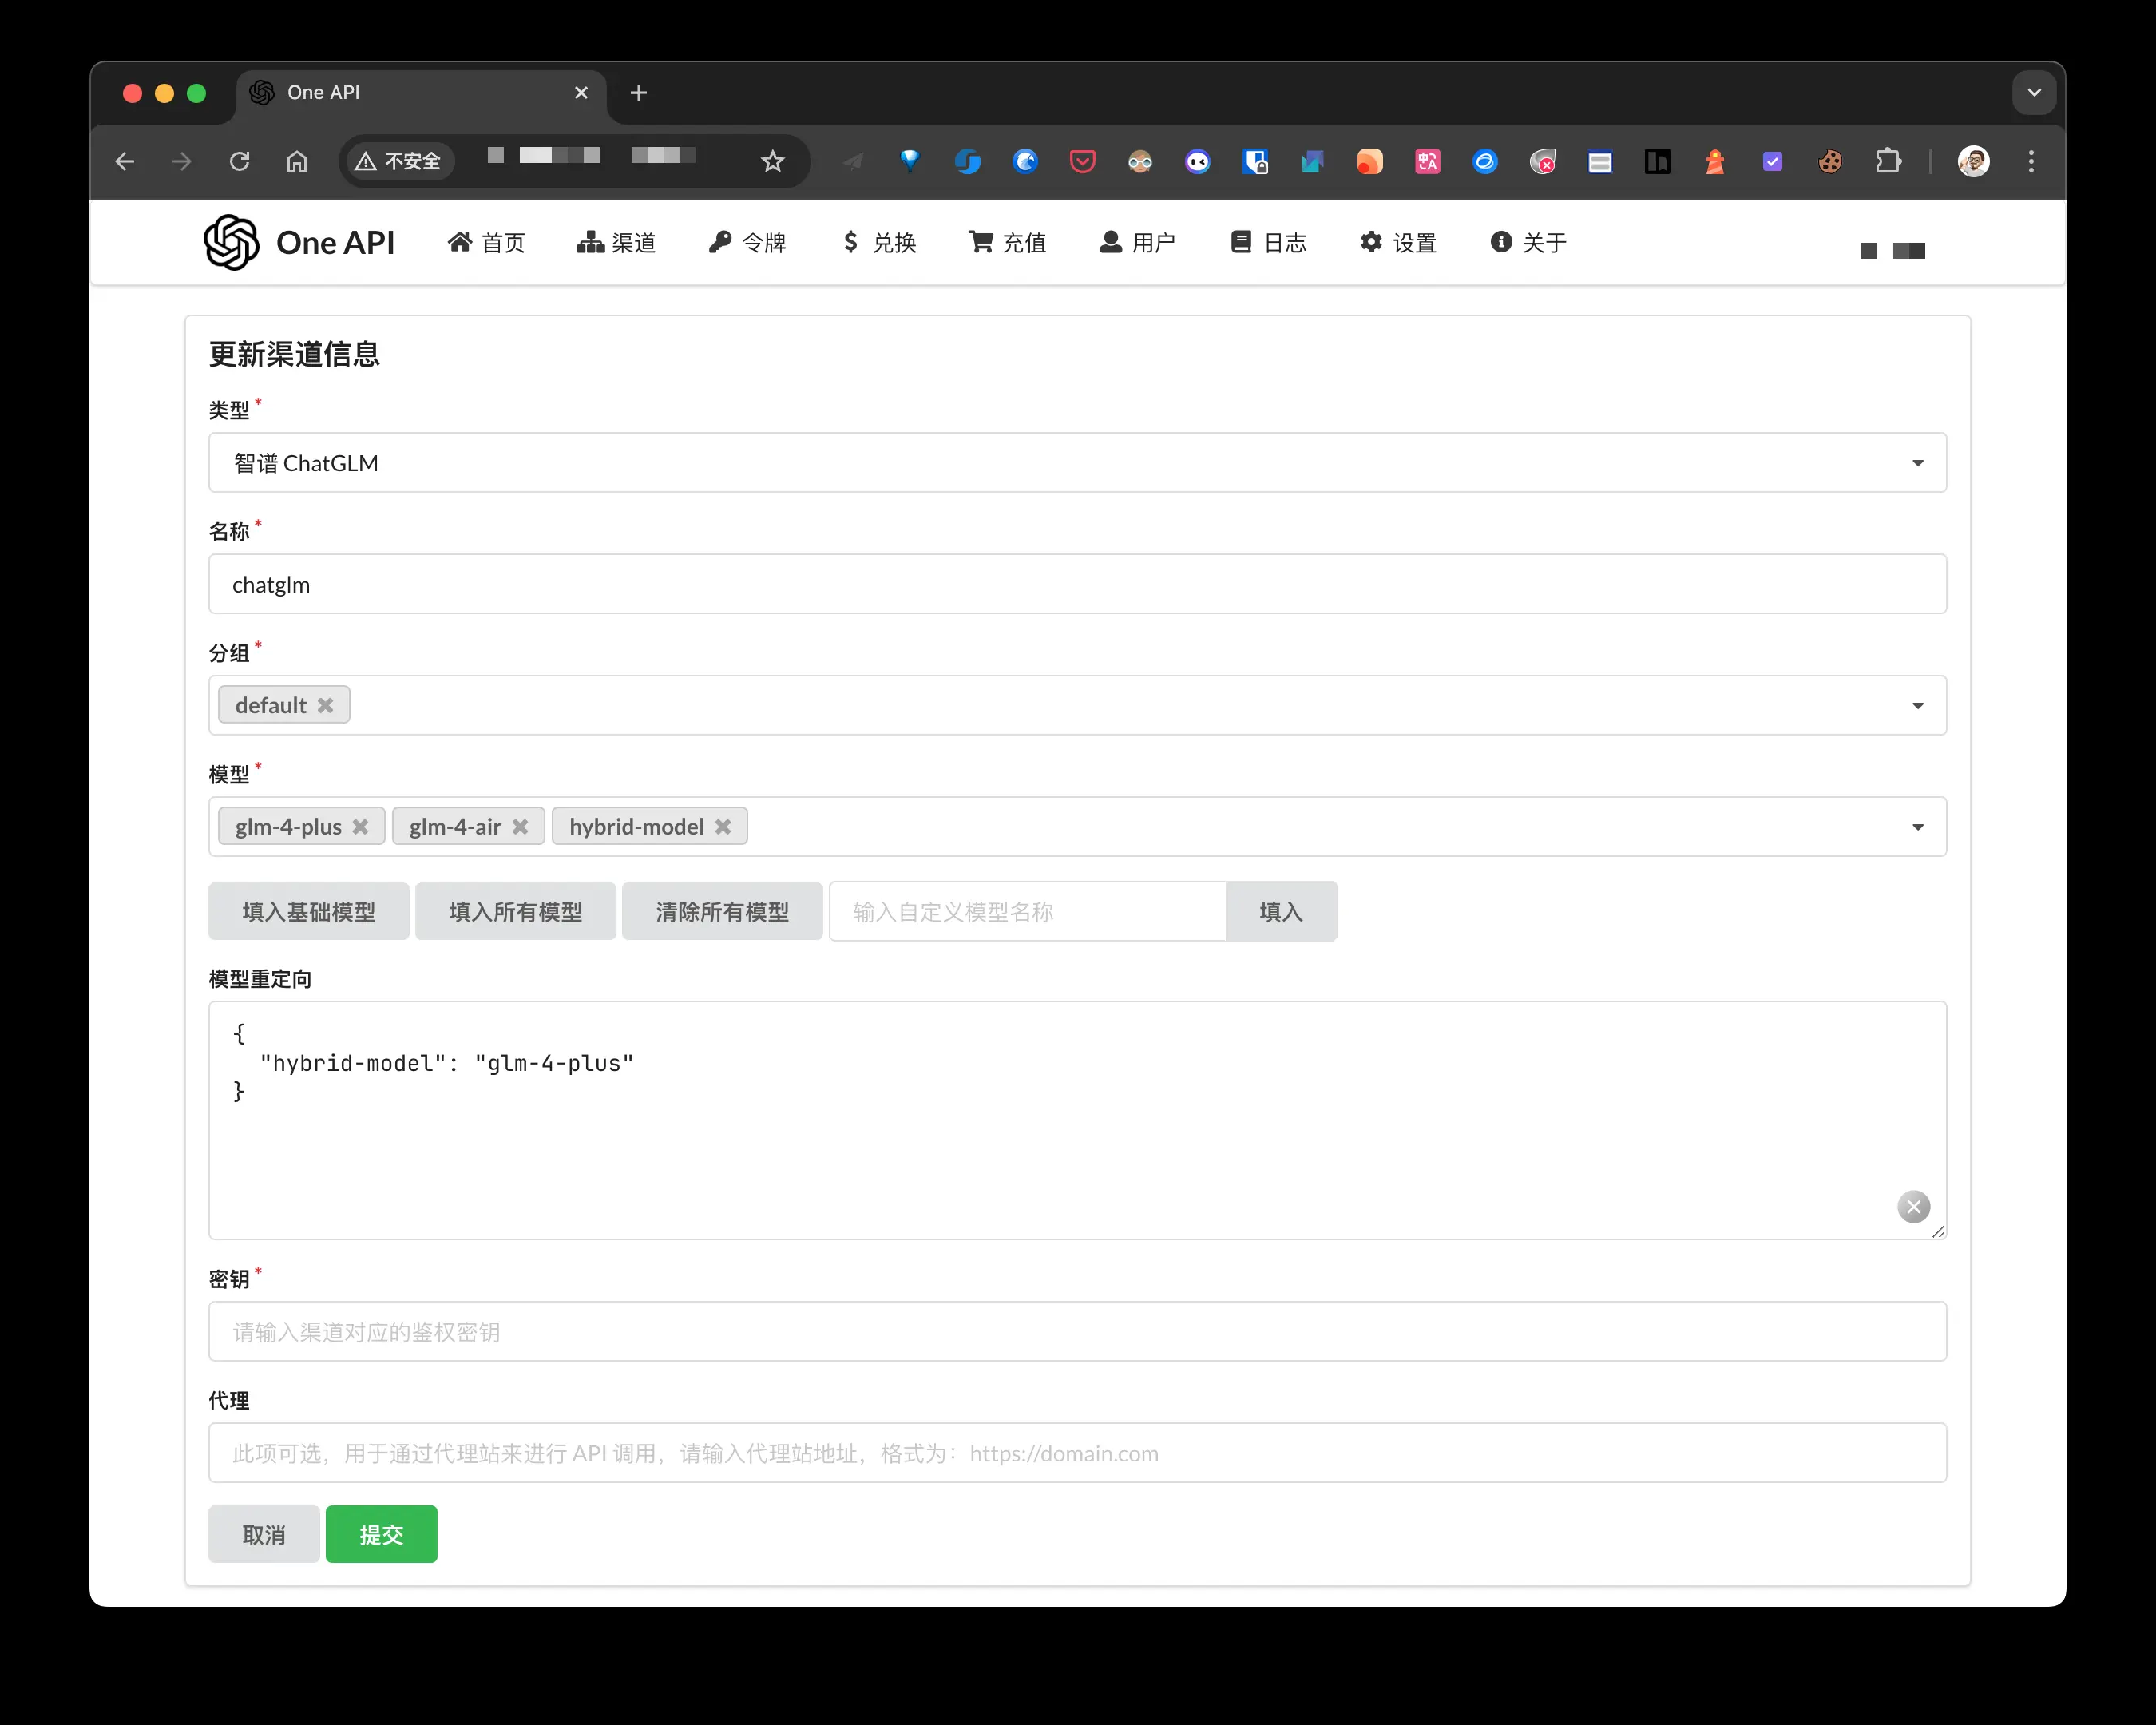 One API
不安全
One API
首页
渠道
令牌
兑换
充值
用户
日志
设置
关于
更新渠道信息
类型 *
智谱 ChatGLM
名称 *
chatglm
分组 *
default
模型 *
glm-4-plus
glm-4-air
hybrid-model
填入基础模型
填入所有模型
清除所有模型
输入自定义模型名称
填入
模型重定向
{
"hybrid-model": "glm-4-plus"
}
密钥 *
请输入渠道对应的鉴权密钥
代理
此项可选，用于通过代理站来进行 API 调用，请输入代理站地址，格式为：https://domain.com
取消
提交